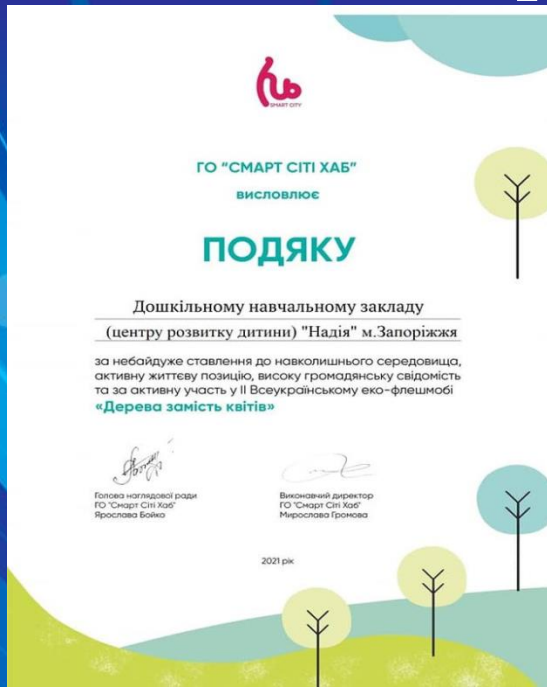 SMART CITY
ГО "СМАРТ СІТІ ХАБ"
висловлює
ПОДЯКУ
Дошкільному навчальному закладу
(центру розвитку дитини) "Надія" м.Запоріжжя
за небайдуже ставлення до навколишнього середовища,
активну життєву позицію, високу громадянську свідомість
та за активну участь у ІІ Всеукраїнському еко-флешмобі
«Дерева замість квітів»
Голова наглядової ради
ГО "Смарт Сіті Хаб"
Ярослава Бойко
Виконавчий директор
ГО "Смарт Сіті Хаб"
Мирослава Громова
2021 рік